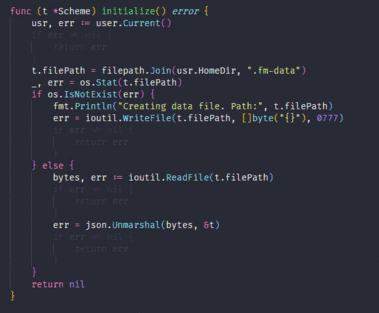 func (t *Scheme) initialize() error {
    usr, err := user.Current()
    if err != nil {
        return err
    }
    t.filePath = filepath.Join(usr.HomeDir, ".fm-data")
    _, err = os.Stat(t.filePath)
    if os.IsNotExist(err) {
        fmt.Println("Creating data file. Path:", t.filePath)
        err = ioutil.WriteFile(t.filePath, []byte("{}"), 0777)
        if err != nil {
            return err
        }
    } else {
        bytes, err := ioutil.ReadFile(t.filePath)
        if err != nil {
            return err
        }
        err = json.Unmarshal(bytes, &t)
        if err != nil {
            return err
        }
    }
    return nil
}